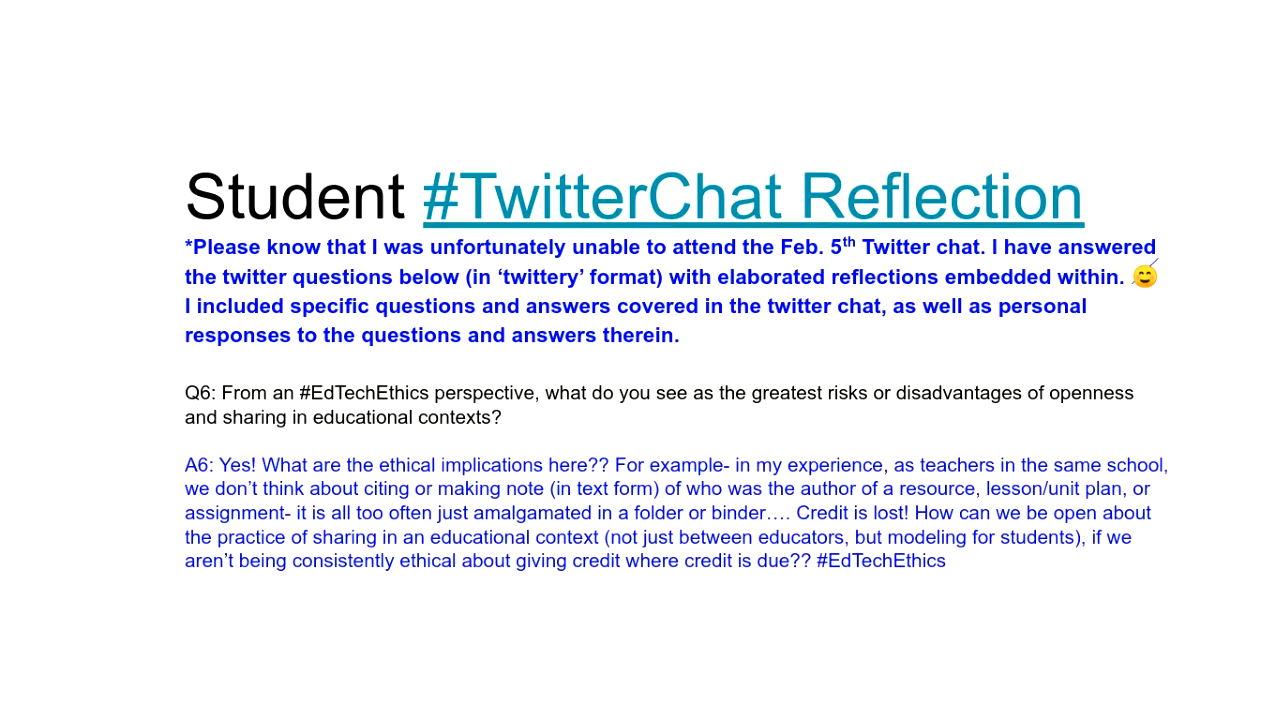 Student #TwitterChat Reflection
*Please know that I was unfortunately unable to attend the Feb. 5th Twitter chat. I have answered
the twitter questions below (in ‘twittery’ format) with elaborated reflections embedded within. 😊
I included specific questions and answers covered in the twitter chat, as well as personal
responses to the questions and answers therein.
Q6: From an #EdTechEthics perspective, what do you see as the greatest risks or disadvantages of openness
and sharing in educational contexts?
A6: Yes! What are the ethical implications here?? For example- in my experience, as teachers in the same school,
we don’t think about citing or making note (in text form) of who was the author of a resource, lesson/unit plan, or
assignment- it is all too often just amalgamated in a folder or binder…. Credit is lost! How can we be open about
the practice of sharing in an educational context (not just between educators, but modeling for students), if we
aren’t being consistently ethical about giving credit where credit is due?? #EdTechEthics